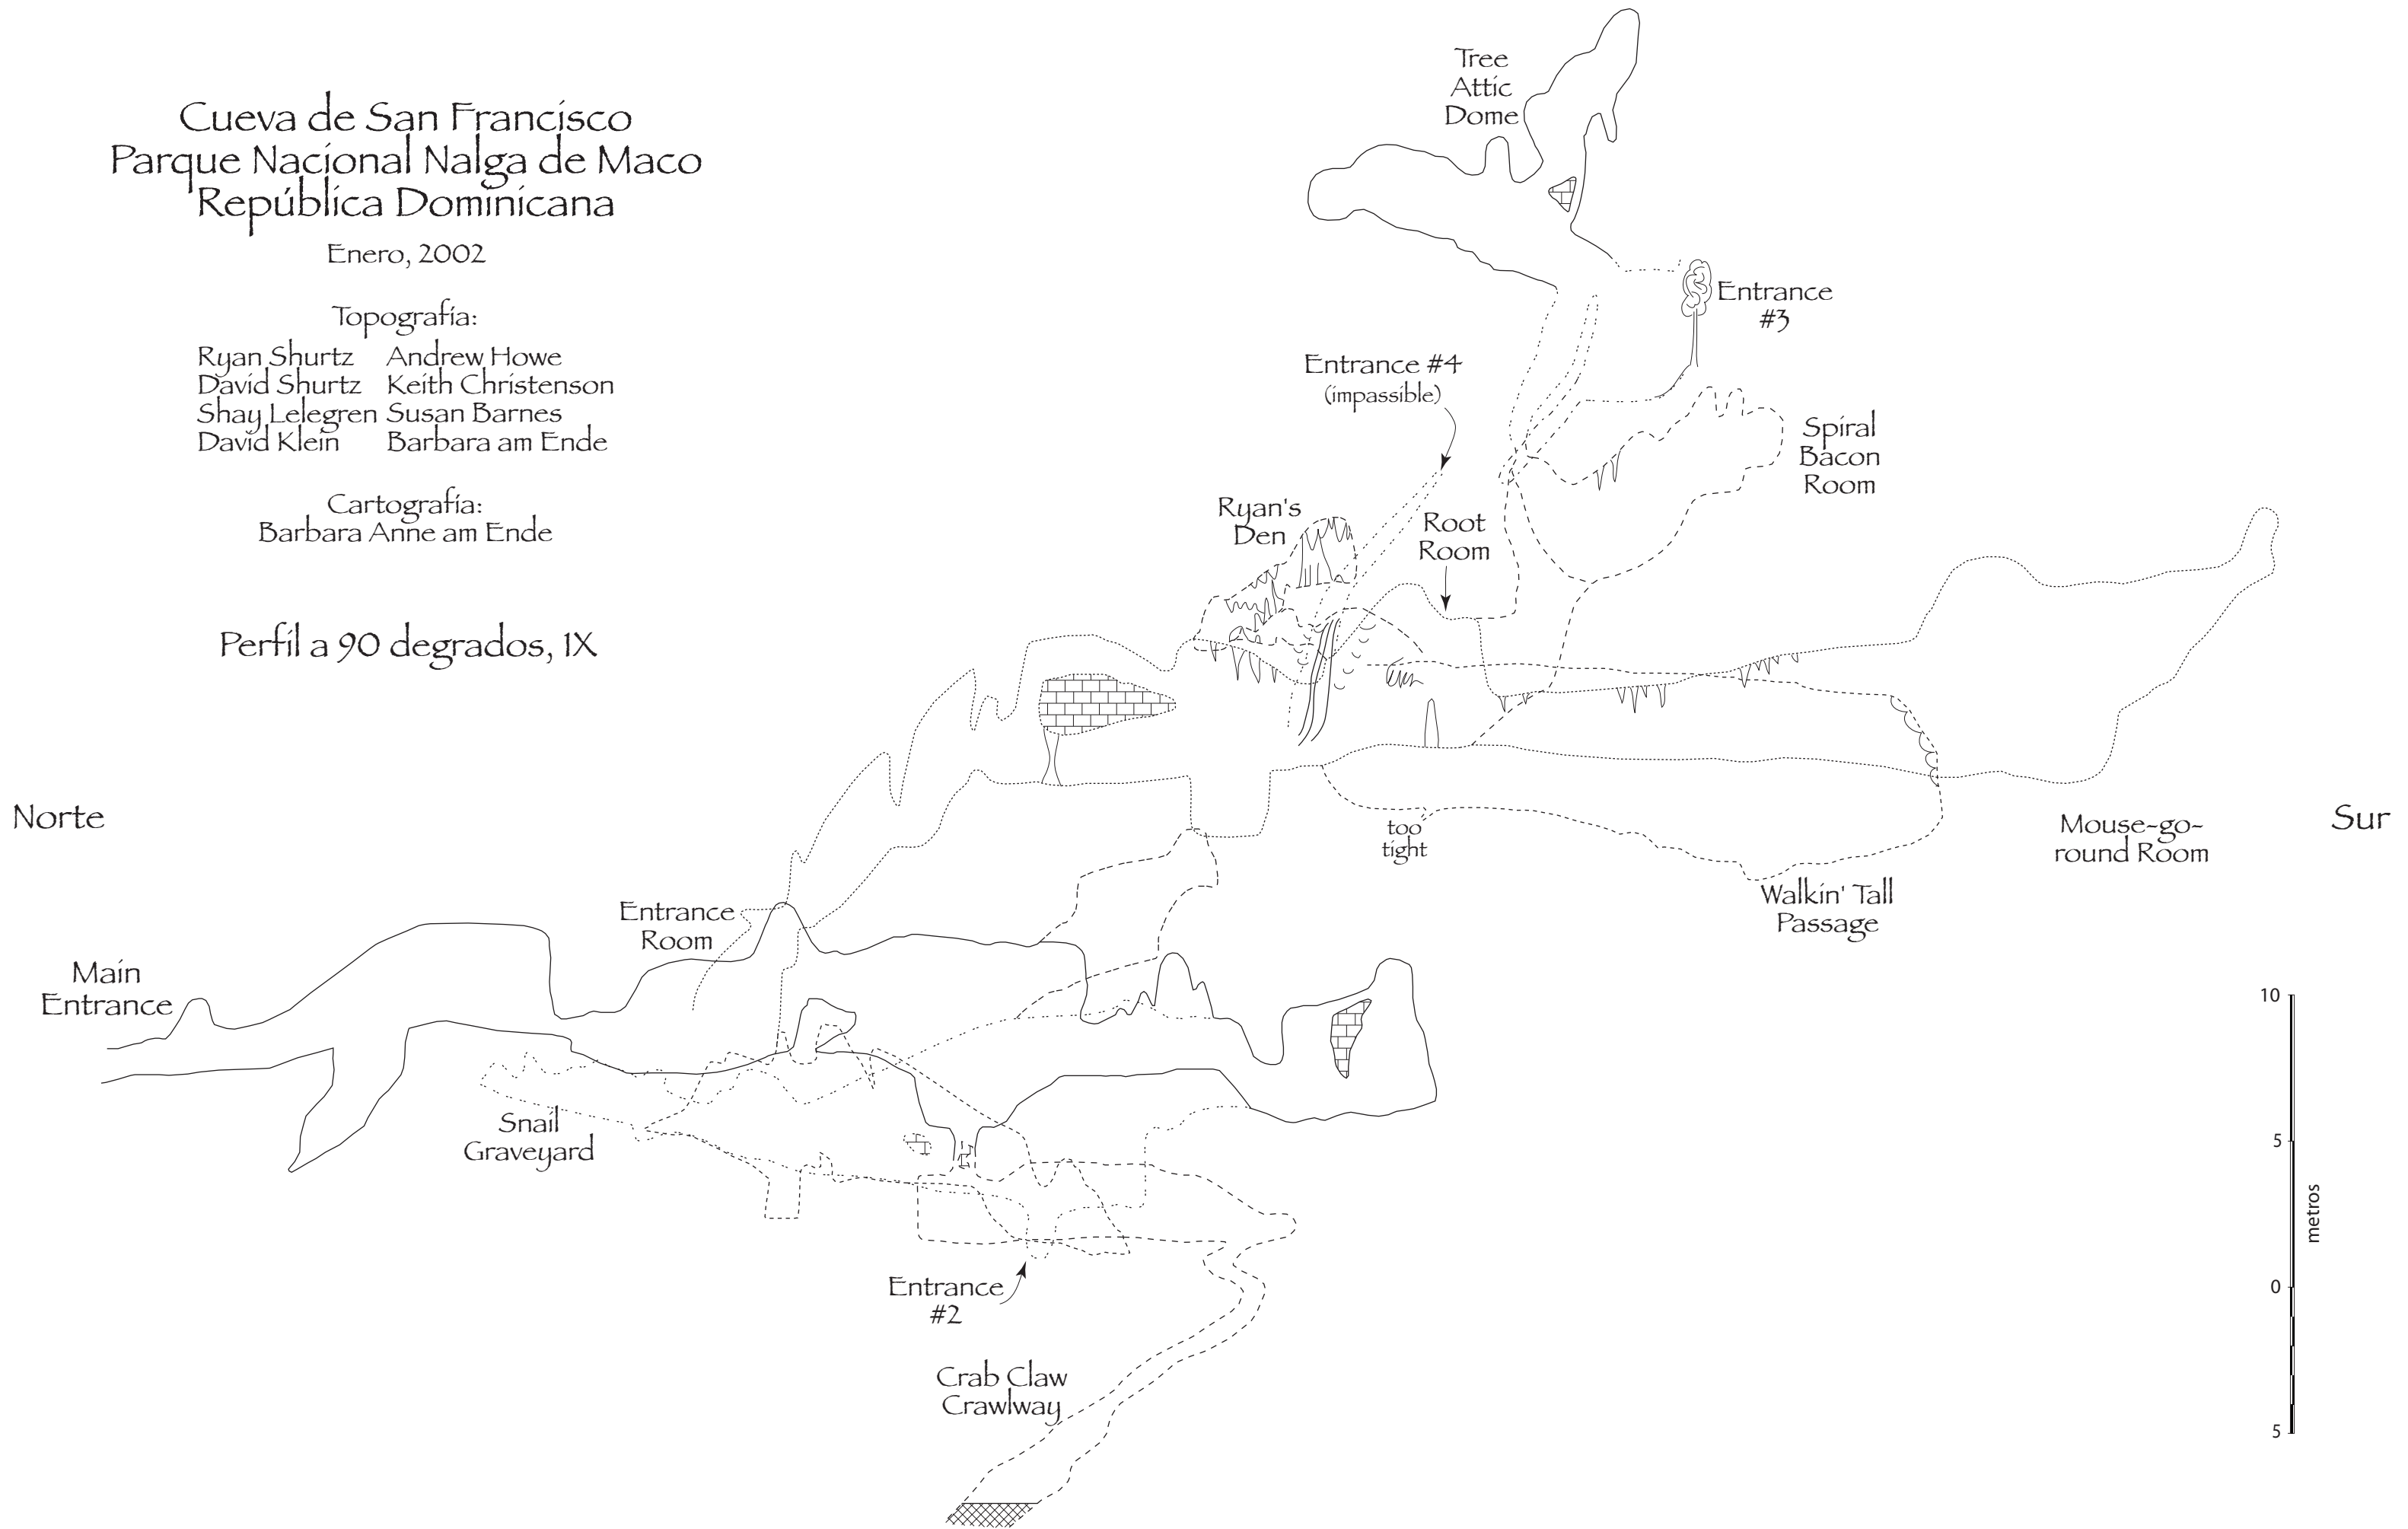 Cueva de San Francisco
Parque Nacional Nalga de Maco
República Dominicana
Enero, 2002
Topografía:
Ryan Shurtz Andrew Howe
David Shurtz Keith Christenson
Shay Lelegren Susan Barnes
David Klein Barbara am Ende
Cartografía:
Barbara Anne am Ende
Perfil a 90 degrados, 1X
Tree
Attic
Dome
Entrance
#3
Entrance #4
(impassible)
Spiral
Bacon
Room
Ryan's
Den
Root
Room
Norte
Sur
too
tight
Mouse-go-
round Room
Walkin' Tall
Passage
Entrance
Room
Main
Entrance
Snail
Graveyard
Entrance
#2
Crab Claw
Crawlway
10
5
0
5
metros